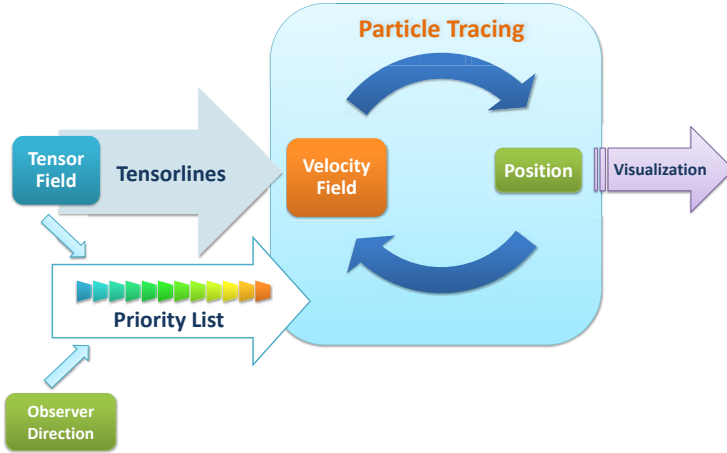 Particle Tracing
Tensor
Field
Tensorlines
Velocity
Field
Position
Visualization
Priority List
Observer
Direction